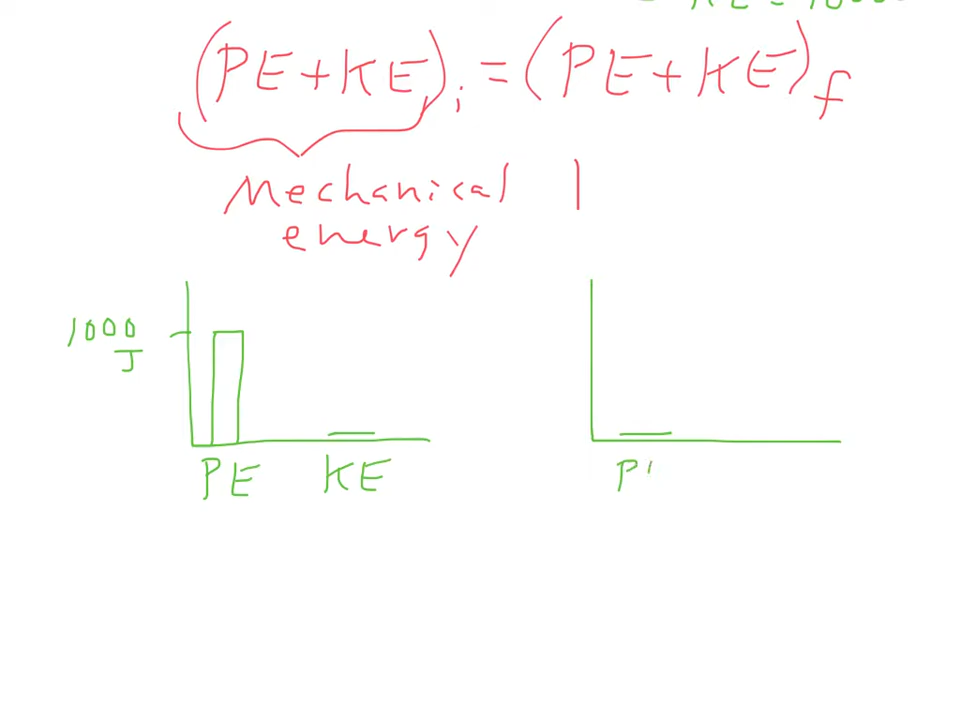 (PE+KE)i = (PE+KE)f
Mechanical
energy
1000
J
PE KE
P